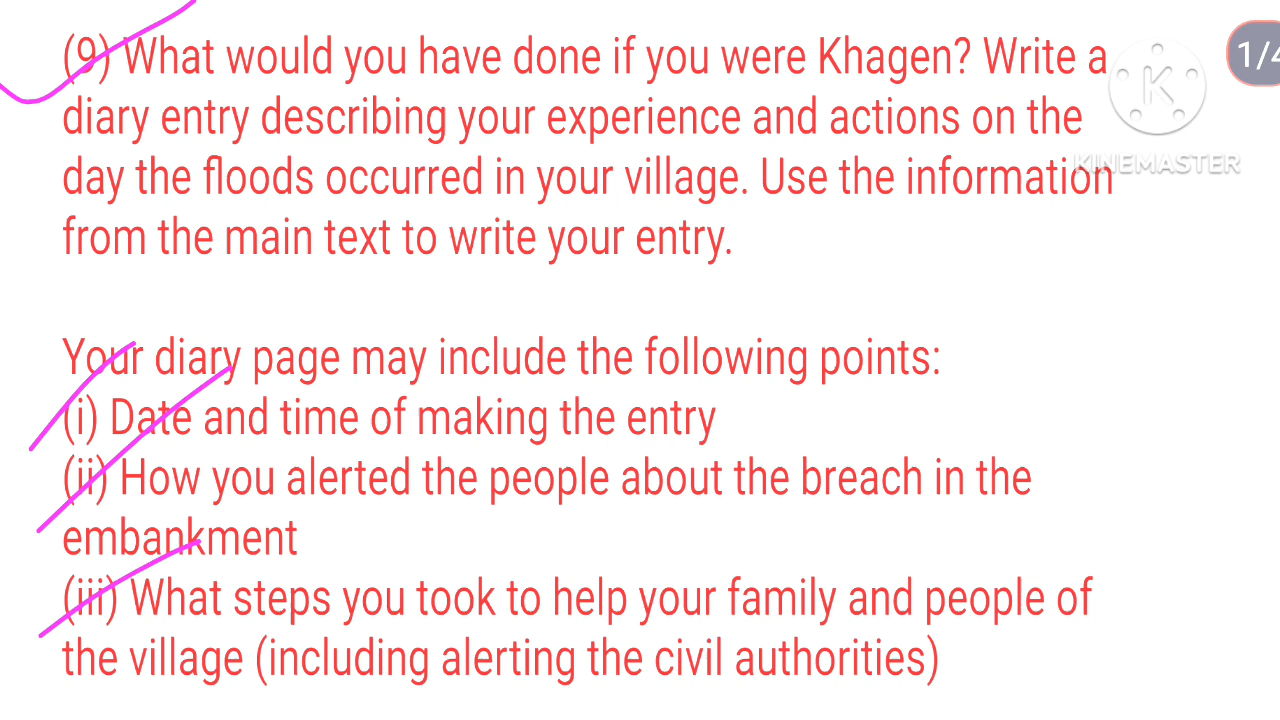 (9) What would you have done if you were Khagen? Write a
diary entry describing your experience and actions on the
day the floods occurred in your village. Use the information
from the main text to write your entry.
Your diary page may include the following points:
(i) Date and time of making the entry
(ii) How you alerted the people about the breach in the
embankment
(iii) What steps you took to help your family and people of
the village (including alerting the civil authorities)
1/4
K
KINEMASTER